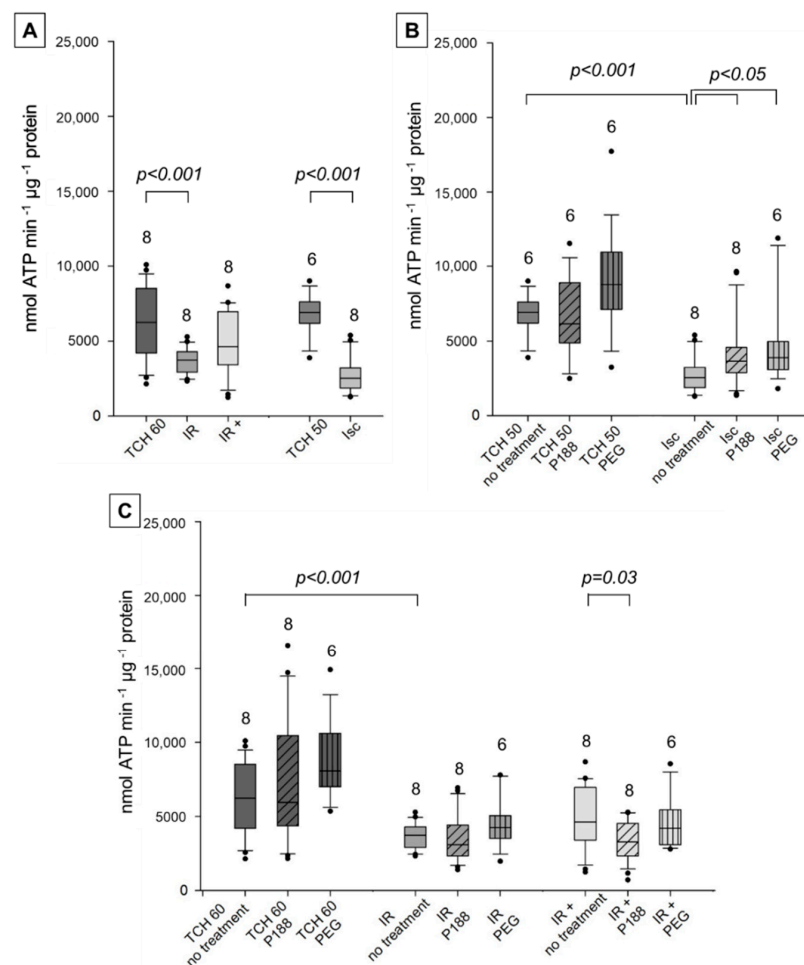 A
nmol ATP min⁻¹ µg⁻¹ protein
25,000
20,000
15,000
10,000
5000
0
p<0.001
p<0.001
8
8
8
6
8
TCH 60
IR
IR +
TCH 50
Isc
B
nmol ATP min⁻¹ µg⁻¹ protein
25,000
20,000
15,000
10,000
5000
0
p<0.001
p<0.05
6
6
6
8
8
6
TCH 50
no treatment
TCH 50
P188
TCH 50
PEG
Isc
no treatment
Isc
P188
Isc
PEG
C
nmol ATP min⁻¹ µg⁻¹ protein
25,000
20,000
15,000
10,000
5000
0
p<0.001
p=0.03
8
8
6
8
8
6
8
8
6
TCH 60
no treatment
TCH 60
P188
TCH 60
PEG
IR
no treatment
IR
P188
IR
PEG
IR +
no treatment
IR +
P188
IR +
PEG